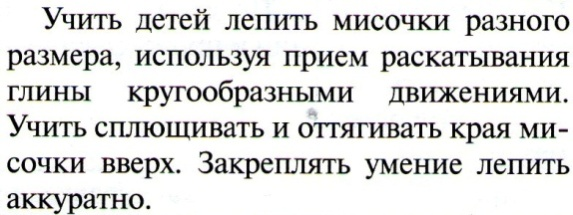 Учить детей лепить мисочки разного
размера, используя прием раскатывания
глины кругообразными движениями.
Учить сплющивать и оттягивать края ми-
сочки вверх. Закреплять умение лепить
аккуратно.